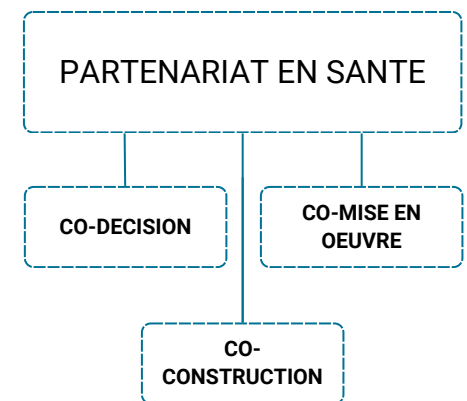 PARTENARIAT EN SANTE
CO-DECISION
CO-MISE EN
OEUVRE
CO-
CONSTRUCTION